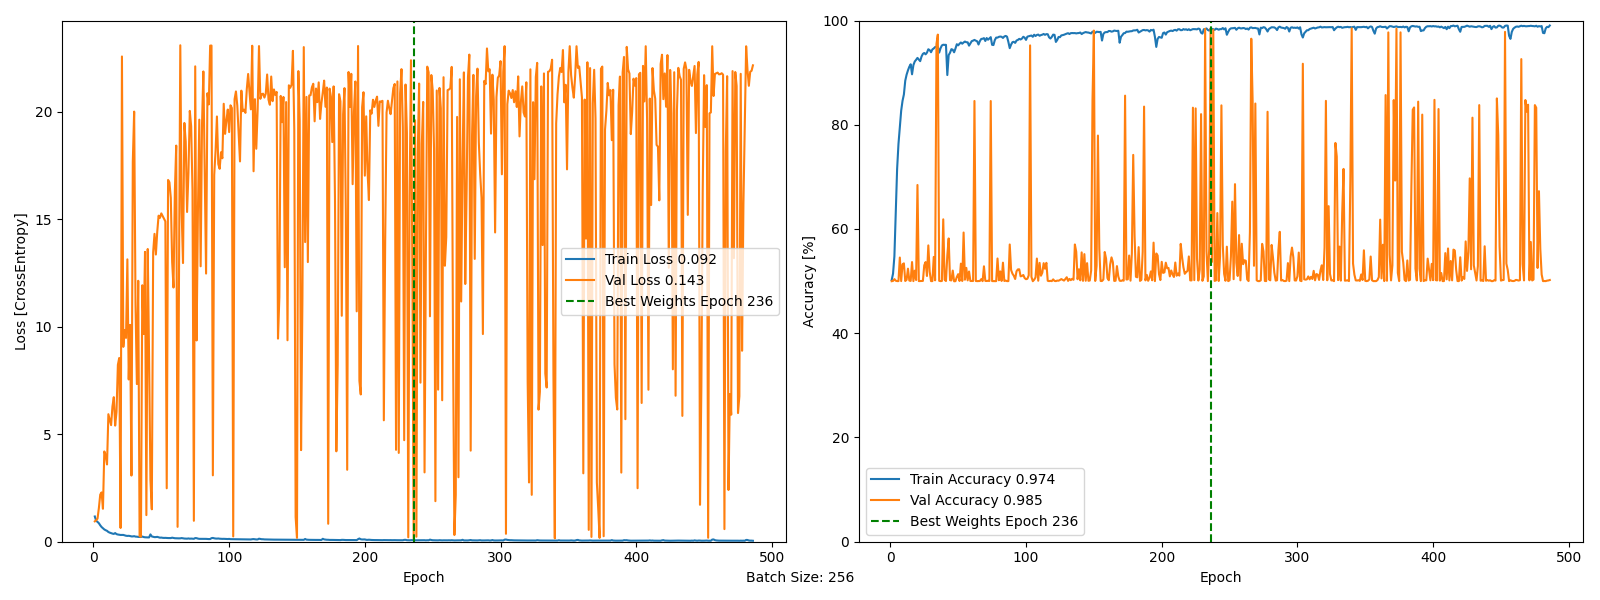 Loss [CrossEntropy]
20
15
10
5
0
Train Loss 0.092
Val Loss 0.143
Best Weights Epoch 236
0 100 200 300 400 500
Epoch
Accuracy [%]
100
80
60
40
20
0
Train Accuracy 0.974
Val Accuracy 0.985
Best Weights Epoch 236
0 100 200 300 400 500
Epoch
Batch Size: 256